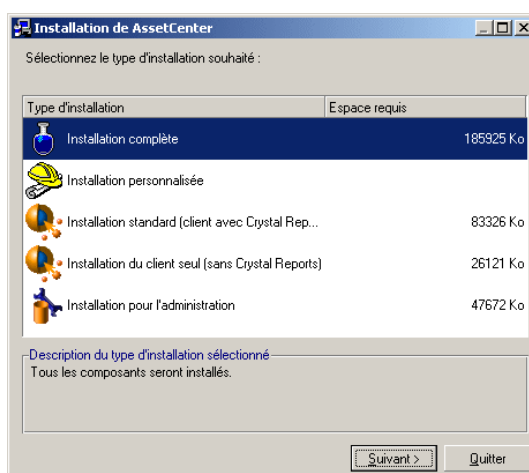 Installation de AssetCenter
Sélectionnez le type d'installation souhaité :
Type d'installation Espace requis
Installation complète 185925 Ko
Installation personnalisée
Installation standard (client avec Crystal Rep... 83326 Ko
Installation du client seul (sans Crystal Reports) 26121 Ko
Installation pour l'administration 47672 Ko
Description du type d'installation sélectionné
Tous les composants seront installés.
Suivant > Quitter